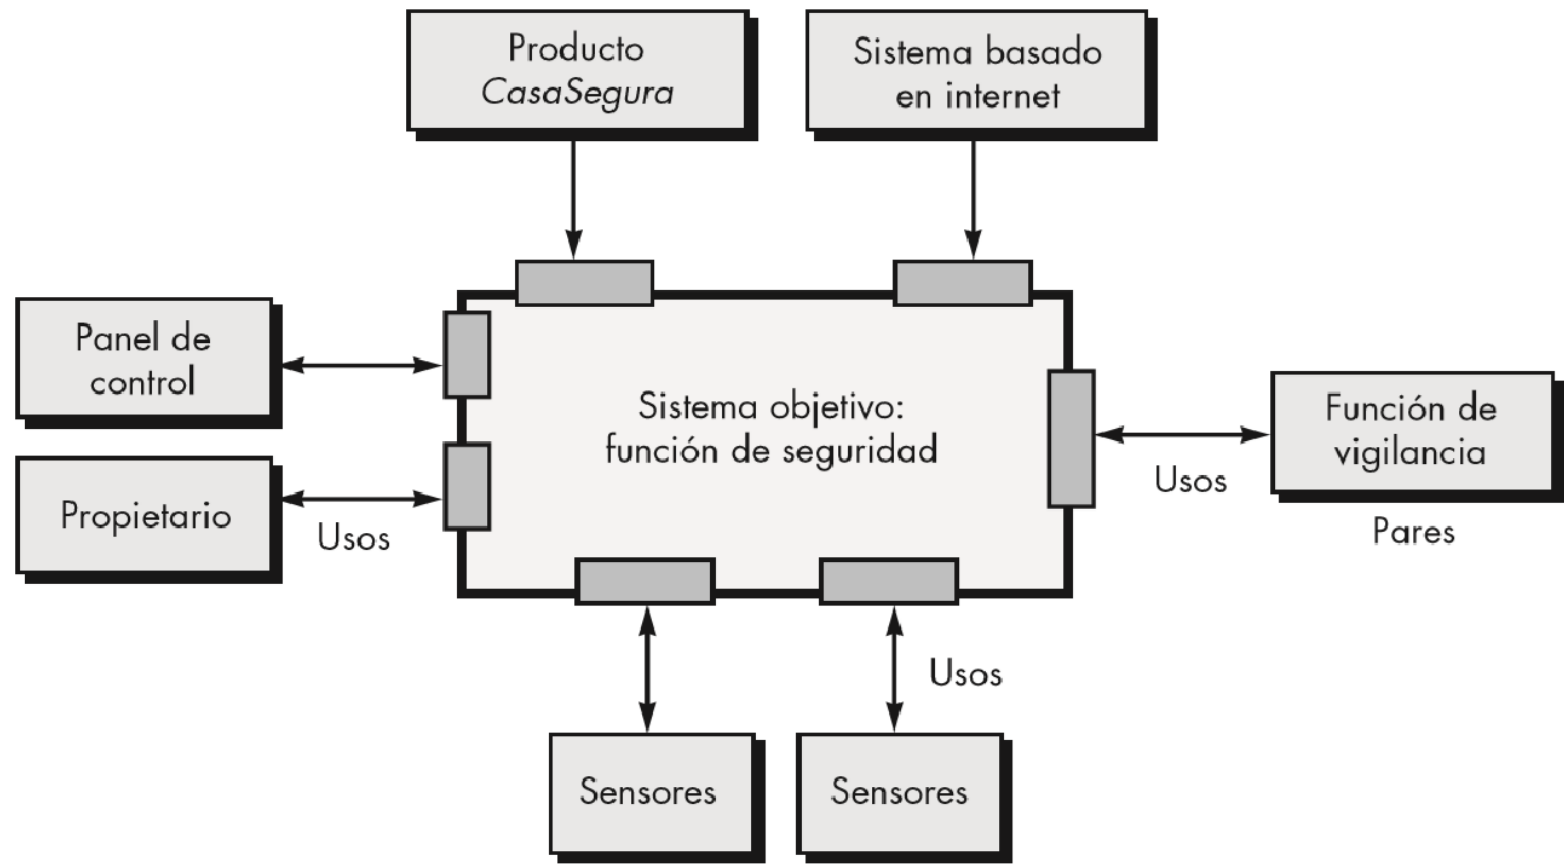 Producto
CasaSegura
Sistema basado
en internet
Panel de
control
Sistema objetivo:
función de seguridad
Función de
vigilancia
Usos
Propietario
Usos
Pares
Usos
Sensores
Sensores